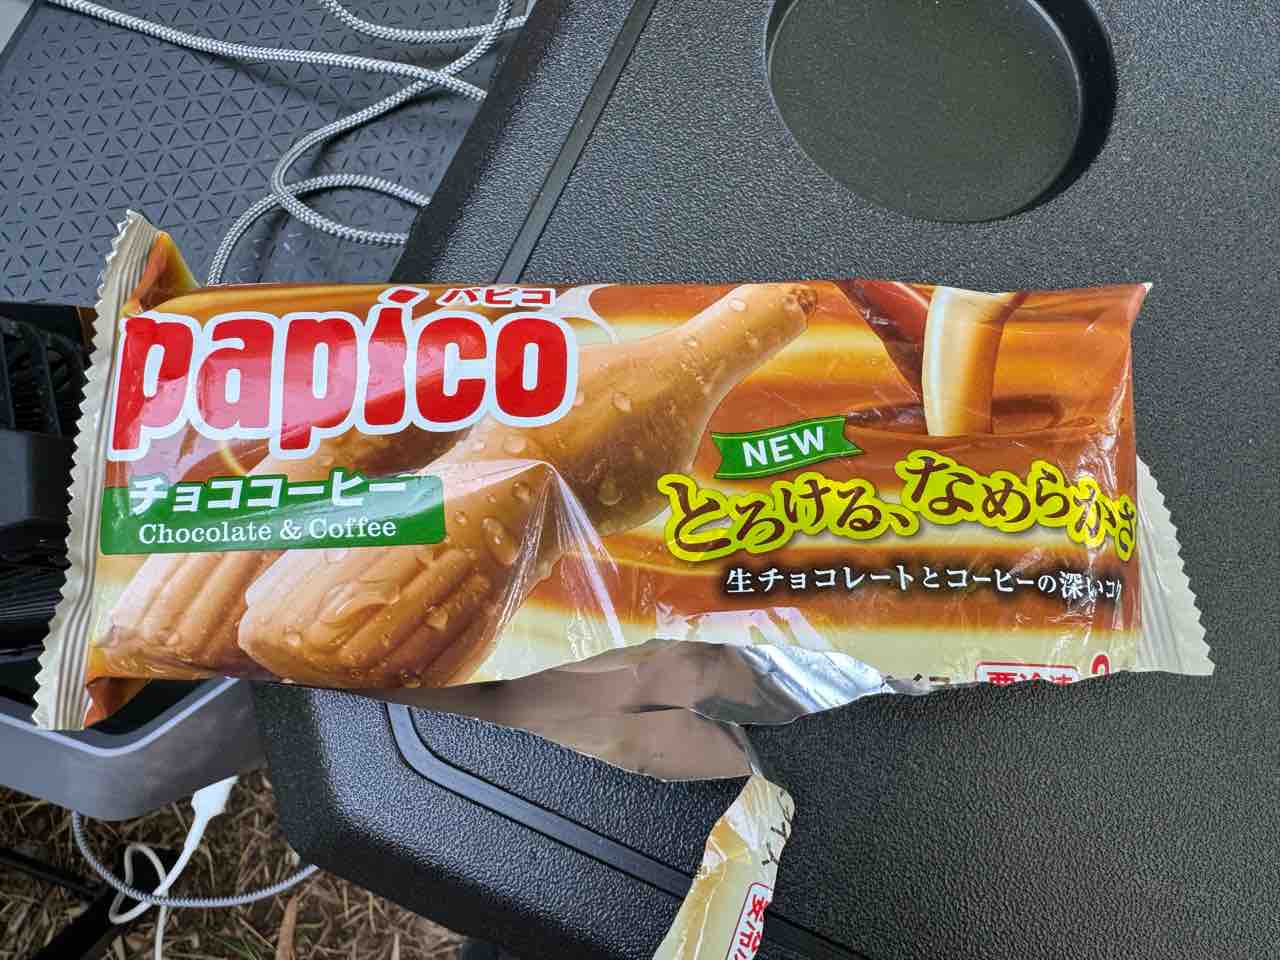 パピコ
papico
チョココーヒー
Chocolate & Coffee
NEW
とろける、なめらかさ
生チョコレートとコーヒーの深いコク
要冷凍